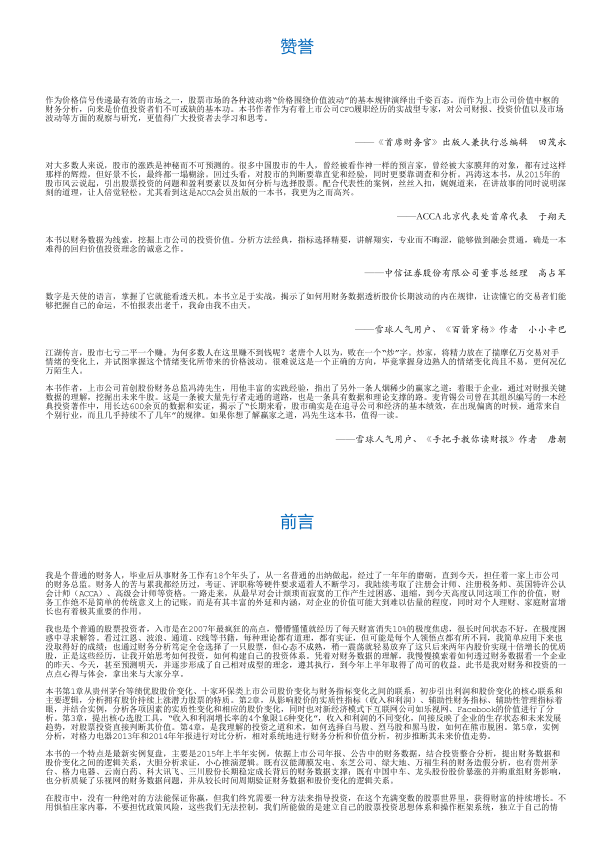 赞誉
作为价格信号传递最有效的市场之一，股票市场的各种波动将“价格围绕价值波动”的基本规律演绎出千姿百态。而作为上市公司价值中枢的
财务分析，向来是价值投资者们不可或缺的基本功。本书作者作为有着上市公司CFO履职经历的实战型专家，对公司财报、投资价值以及市场
波动等方面的观察与研究，更值得广大投资者去学习和思考。
——《首席财务官》出版人兼执行总编辑　田茂永
对大多数人来说，股市的涨跌是神秘而不可预测的。很多中国股市的牛人，曾经被看作神一样的预言家，曾经被大家膜拜的对象，都有过这样
那样的辉煌，但好景不长，最终都一塌糊涂。回过头看，对股市的判断要靠直觉和经验，同时更要靠调查和分析。冯涛这本书，从2015年的
股市风云说起，引出股票投资的问题和盈利要素以及如何分析与选择股票。配合代表性的案例，丝丝入扣，娓娓道来，在讲故事的同时说明深
刻的道理，让人倍觉轻松。尤其看到这是ACCA会员出版的一本书，我更为之而高兴。
——ACCA北京代表处首席代表　于翔天
本书以财务数据为线索，挖掘上市公司的投资价值。分析方法经典，指标选择精要，讲解翔实，专业而不晦涩，能够做到融会贯通，确是一本
难得的回归价值投资理念的诚意之作。
——中信证券股份有限公司董事总经理　高占军
数字是天使的语言，掌握了它就能看透天机。本书立足于实战，揭示了如何用财务数据透析股价长期波动的内在规律，让读懂它的交易者们能
够把握自己的命运，不怕报表出老千，我命由我不由天。
——雪球人气用户、《百箭穿杨》作者　小小辛巴
江湖传言，股市七亏二平一个赚。为何多数人在这里赚不到钱呢？老唐个人以为，败在一个“炒”字。炒家，将精力放在了揣摩亿万交易对手
情绪的变化上，并试图掌握这个情绪变化所带来的价格波动。很难说这是一个正确的方向，毕竟掌握身边熟人的情绪变化尚且不易，更何况亿
万陌生人。
本书作者，上市公司首创股份财务总监冯涛先生，用他丰富的实践经验，指出了另外一条人烟稀少的赢家之道：着眼于企业，通过对财报关键
数据的理解，挖掘出未来牛股。这是一条被大量先行者走通的道路，也是一条具有数据和理论支撑的路。麦肯锡公司曾在其组织编写的一本经
典投资著作中，用长达600余页的数据和实证，揭示了“长期来看，股市确实是在追寻公司和经济的基本绩效，在出现偏离的时候，通常来自
个别行业，而且几乎持续不了几年”的规律。如果你想了解赢家之道，冯先生这本书，值得一读。
——雪球人气用户、《手把手教你读财报》作者　唐朝
前言
我是个普通的财务人，毕业后从事财务工作有18个年头了，从一名普通的出纳做起，经过了一年年的磨砺，直到今天，担任着一家上市公司
的财务总监。财务人的苦与累我都经历过，考证、评职称等硬件要求逼着人不断学习，我陆续考取了注册会计师、注册税务师、英国特许公认
会计师（ACCA）、高级会计师等资格。一路走来，从最早对会计烦琐而寂寞的工作产生过困惑、退缩，到今天高度认同这项工作的价值，财
务工作绝不是简单的传统意义上的记账，而是有其丰富的外延和内涵，对企业的价值可能大到难以估量的程度，同时对个人理财、家庭财富增
长也有着极其重要的作用。
我也是个普通的股票投资者，入市是在2007年最疯狂的高点，懵懵懂懂就经历了每天财富消失10%的极度焦虑，很长时间状态不好，在极度困
惑中寻求解答。看过江恩、波浪、通道、K线等书籍，每种理论都有道理，都有实证，但可能是每个人领悟点都有所不同，我简单应用下来也
没取得好的成绩；也通过财务分析笃定全仓选择了一只股票，但心态不成熟，稍一震荡就轻易放弃了这只后来两年内股价实现十倍增长的优质
股，正是这些经历，让我开始思考如何投资，如何构建自己的投资体系。凭着对财务数据的理解，我慢慢摸索着如何透过财务数据看一个企业
的昨天、今天，甚至预测明天，并逐步形成了自己相对成型的理念，遵其执行，到今年上半年取得了尚可的收益。此书是我对财务和投资的一
点点心得与体会，拿出来与大家分享。
本书第1章从贵州茅台等绩优股股价变化、十家环保类上市公司股价变化与财务指标变化之间的联系，初步引出利润和股价变化的核心联系和
主要逻辑，分析拥有股价持续上涨潜力股票的特质。第2章，从影响股价的实质性指标（收入和利润）、辅助性财务指标、辅助性管理指标着
眼，并结合实例，分析各项因素的实质性变化和相应的股价变化，同时也对新经济模式下互联网公司如乐视网、Facebook的价值进行了分
析。第3章，提出核心选股工具，“收入和利润增长率的4个象限16种变化”，收入和利润的不同变化，间接反映了企业的生存状态和未来发展
趋势，对股票投资直接判断其价值。第4章，是我理解的投资之道和术，如何选择白马股、烈马股和黑马股，如何在熊市脱困。第5章，实例
分析，对格力电器2013年和2014年年报进行对比分析，相对系统地进行财务分析和价值分析，初步推断其未来价值走势。
本书的一个特点是最新实例复盘，主要是2015年上半年实例，依据上市公司年报、公告中的财务数据，结合投资整合分析，提出财务数据和
股价变化之间的逻辑关系，大胆分析求证，小心推演逻辑。既有汉能薄膜发电、东芝公司、绿大地、万福生科的财务造假分析，也有贵州茅
台、格力电器、云南白药、科大讯飞、三川股份长期稳定成长背后的财务数据支撑；既有中国中车、龙头股份股价暴涨的并购重组财务影响，
也分析质疑了乐视网的财务数据问题，并从较长时间周期验证财务数据和股价变化的逻辑关系。
在股市中，没有一种绝对的方法能保证你赢，但我们终究需要一种方法来指导投资，在这个充满变数的股票世界里，获得财富的持续增长。不
用惧怕庄家内幕，不要担忧政策风险，这些我们无法控制，我们所能做的是建立自己的股票投资思想体系和操作框架系统，独立于自己的情